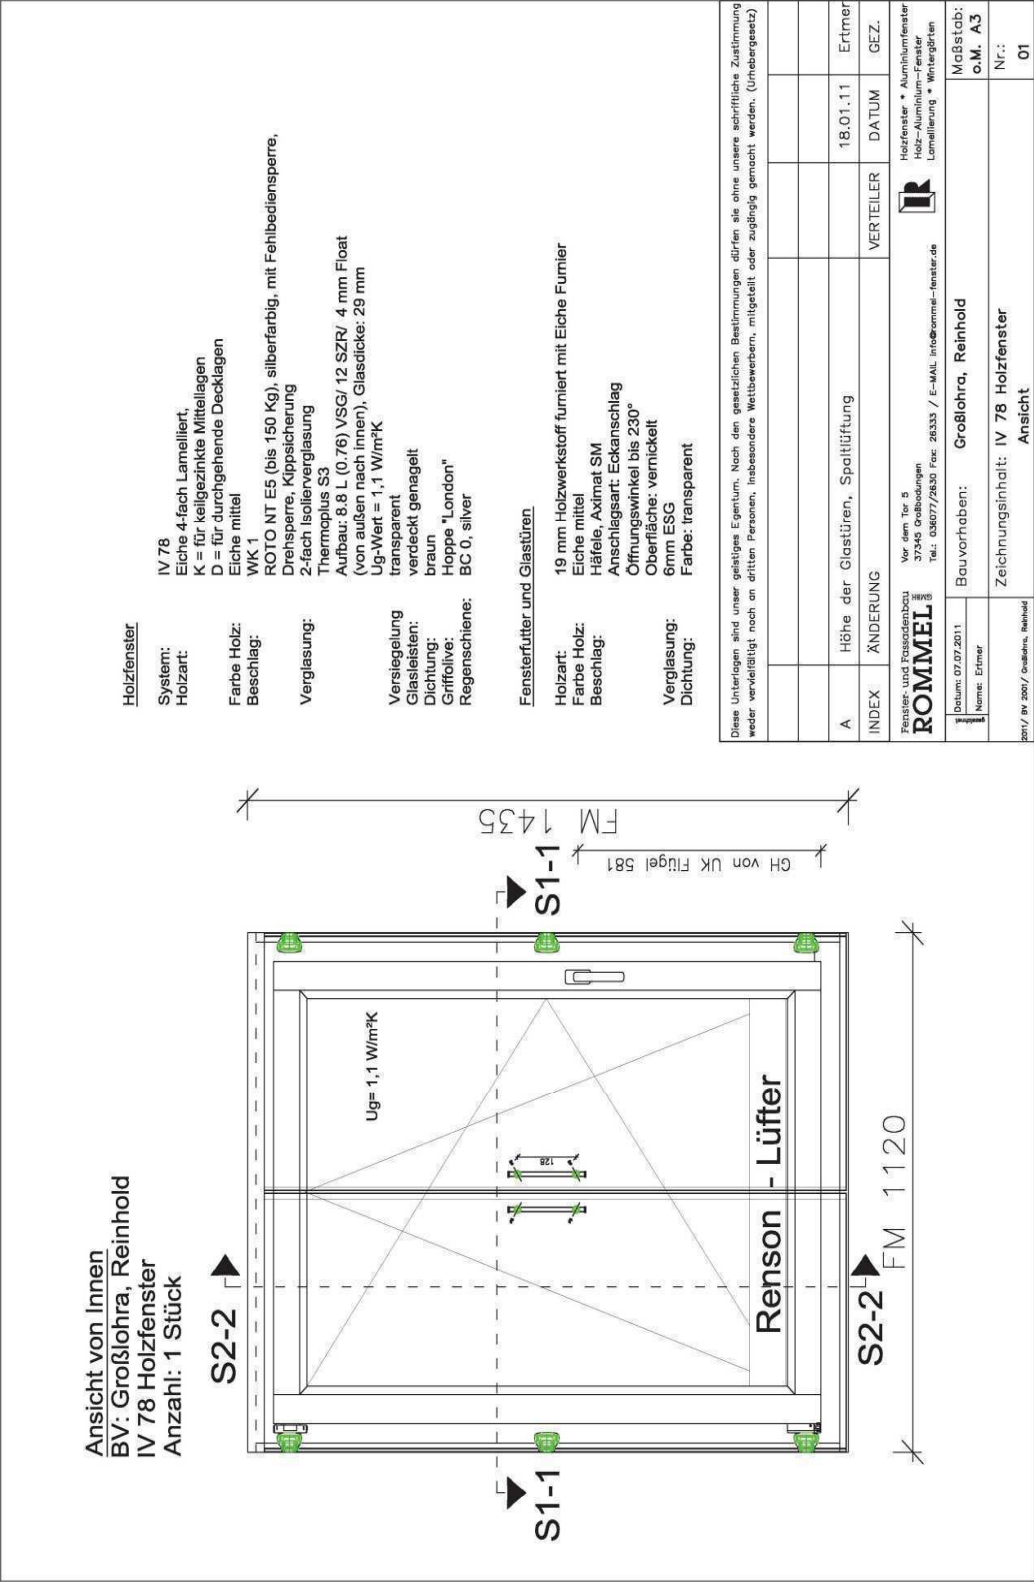 Ansicht von Innen
BV: Großlohra, Reinhold
IV 78 Holzfenster
Anzahl: 1 Stück
S2-2
S1-1
S1-1
S2-2
Ug= 1,1 W/m²K
128
Renson - Lüfter
FM 1120
FM 1435
GH von UK Flügel 581
Holzfenster
System: IV 78
Holzart: Eiche 4-fach Lamelliert,
K = für keilgezinkte Mittellagen
D = für durchgehende Decklagen
Farbe Holz: Eiche mittel
Beschlag: WK 1
ROTO NT E5 (bis 150 Kg), silberfarbig, mit Fehlbediensperre,
Drehsperre, Kippsicherung
Verglasung: 2-fach Isolierverglasung
Thermoplus S3
Aufbau: 8.8 L (0.76) VSG/ 12 SZR/ 4 mm Float
(von außen nach innen), Glasdicke: 29 mm
Ug-Wert = 1,1 W/m²K
Versiegelung transparent
Glasleisten: verdeckt genagelt
Dichtung: braun
Griffolive: Hoppe "London"
Regenschiene: BC 0, silver
Fensterfutter und Glastüren
Holzart: 19 mm Holzwerkstoff furniert mit Eiche Furnier
Farbe Holz: Eiche mittel
Beschlag: Häfele, Aximat SM
Anschlagsart: Eckanschlag
Öffnungswinkel bis 230°
Oberfläche: vernickelt
Verglasung: 6mm ESG
Dichtung: Farbe: transparent
Diese Unterlagen sind unser geistiges Eigentum. Nach den gesetzlichen Bestimmungen dürfen sie ohne unsere schriftliche Zustimmung
weder vervielfältigt noch an dritten Personen, insbesondere Wettbewerbern, mitgeteilt oder zugängig gemacht werden. (Urhebergesetz)
A Höhe der Glastüren, Spaltlüftung 18.01.11 Ertmer
INDEX ÄNDERUNG VERTEILER DATUM GEZ.
Fenster- und Fassadenbau
ROMMEL GMBH
Vor dem Tor 5
37345 Großbodungen
Tel.: 036077/2630 Fax: 26333 / E-MAIL info@rommel-fenster.de
R
Holzfenster * Aluminiumfenster
Holz-Aluminium-Fenster
Lamellierung * Wintergärten
gezeichnet
Datum: 07.07.2011
Name: Ertmer
Bauvorhaben: Großlohra, Reinhold
Maßstab:
o.M. A3
Zeichnungsinhalt: IV 78 Holzfenster
Ansicht
Nr.:
01
2011/ BV 2001/ Großlohra, Reinhold